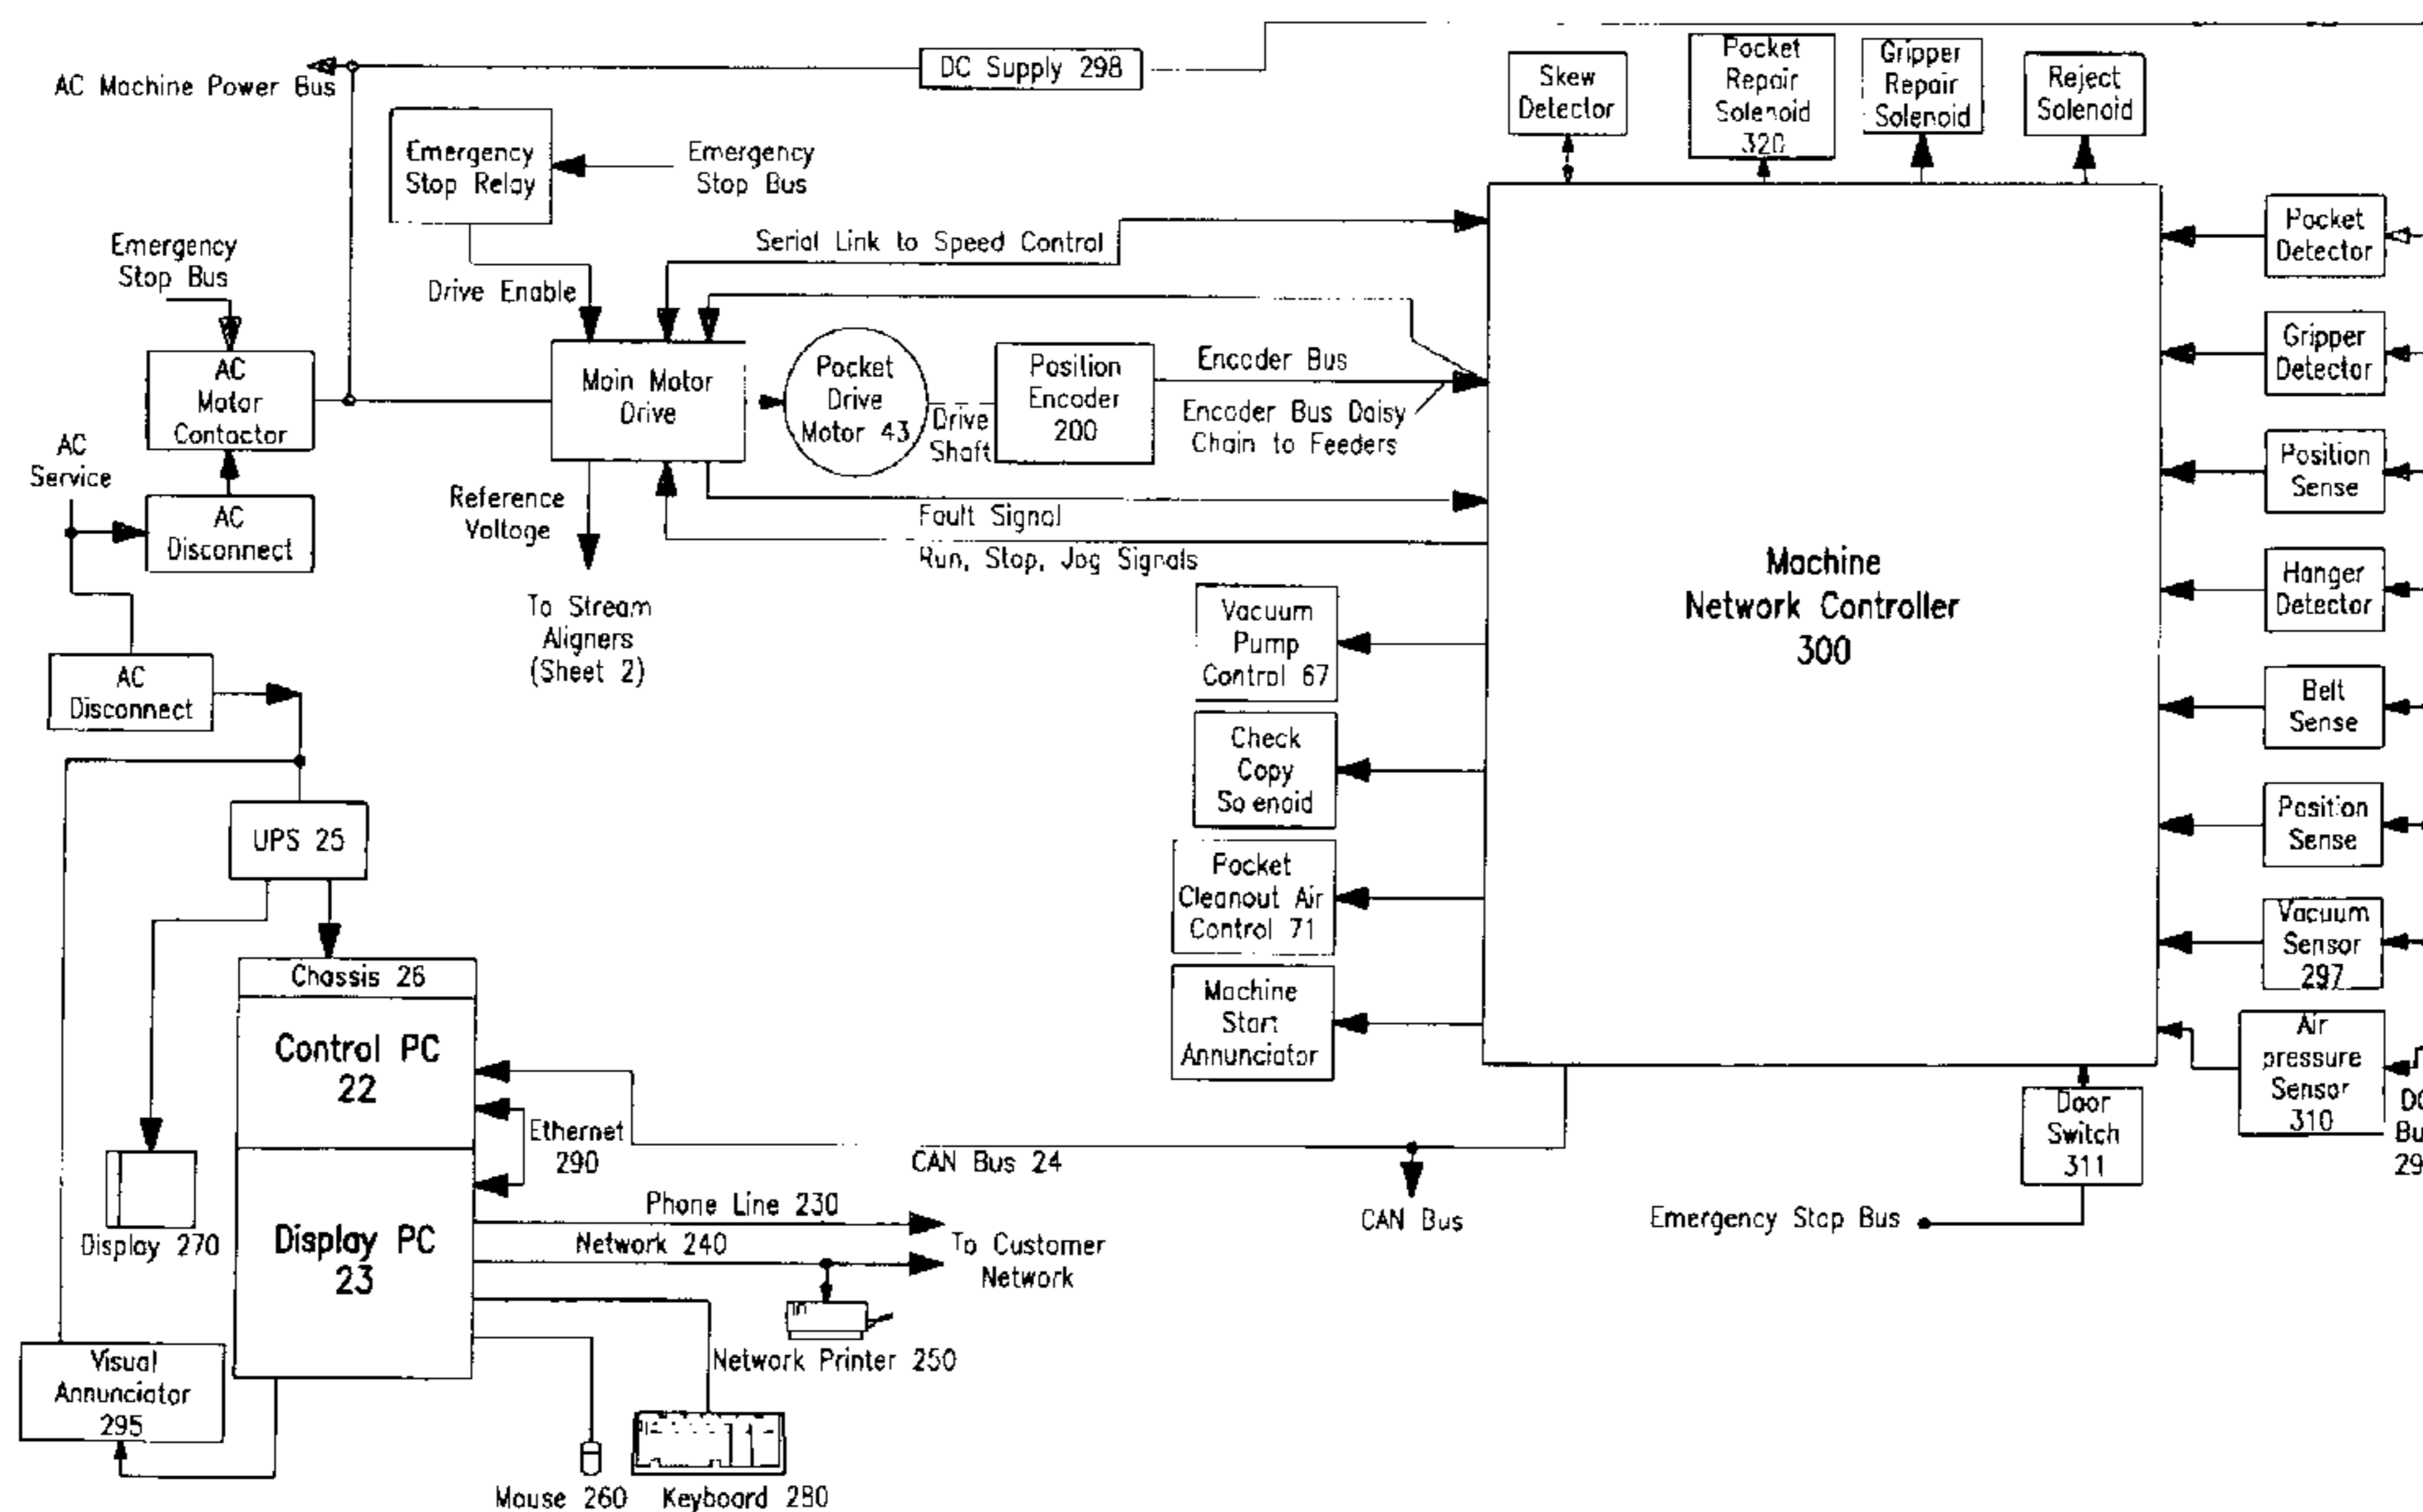 AC Machine Power Bus
DC Supply 298
Emergency
Stop Relay
Emergency
Stop Bus
Skew
Detector
Pocket
Repair
Solenoid
320
Gripper
Repair
Solenoid
Reject
Solenoid
Emergency
Stop Bus
Drive Enable
Serial Link to Speed Control
Pocket
Detector
AC
Motor
Contactor
Main Motor
Drive
Pocket
Drive
Motor 43
Drive
Shaft
Position
Encoder
200
Encoder Bus
Encoder Bus Daisy
Chain to Feeders
Gripper
Detector
AC
Service
AC
Disconnect
Reference
Voltage
Fault Signal
Run, Stop, Jog Signals
Position
Sense
To Stream
Aligners
(Sheet 2)
Machine
Network Controller
300
Hanger
Detector
AC
Disconnect
Vacuum
Pump
Control 67
Belt
Sense
UPS 25
Check
Copy
So enoid
Position
Sense
Pocket
Cleanout Air
Control 71
Vacuum
Sensor
297
Chassis 26
Control PC
22
Machine
Start
Annunciator
Air
pressure
Sensor
310
Display 270
Ethernet
290
CAN Bus 24
CAN Bus
Door
Switch
311
Emergency Stop Bus
Display PC
23
Phone Line 230
Network 240
To Customer
Network
Visual
Annunciator
295
Network Printer 250
Mouse 260
Keyboard 280